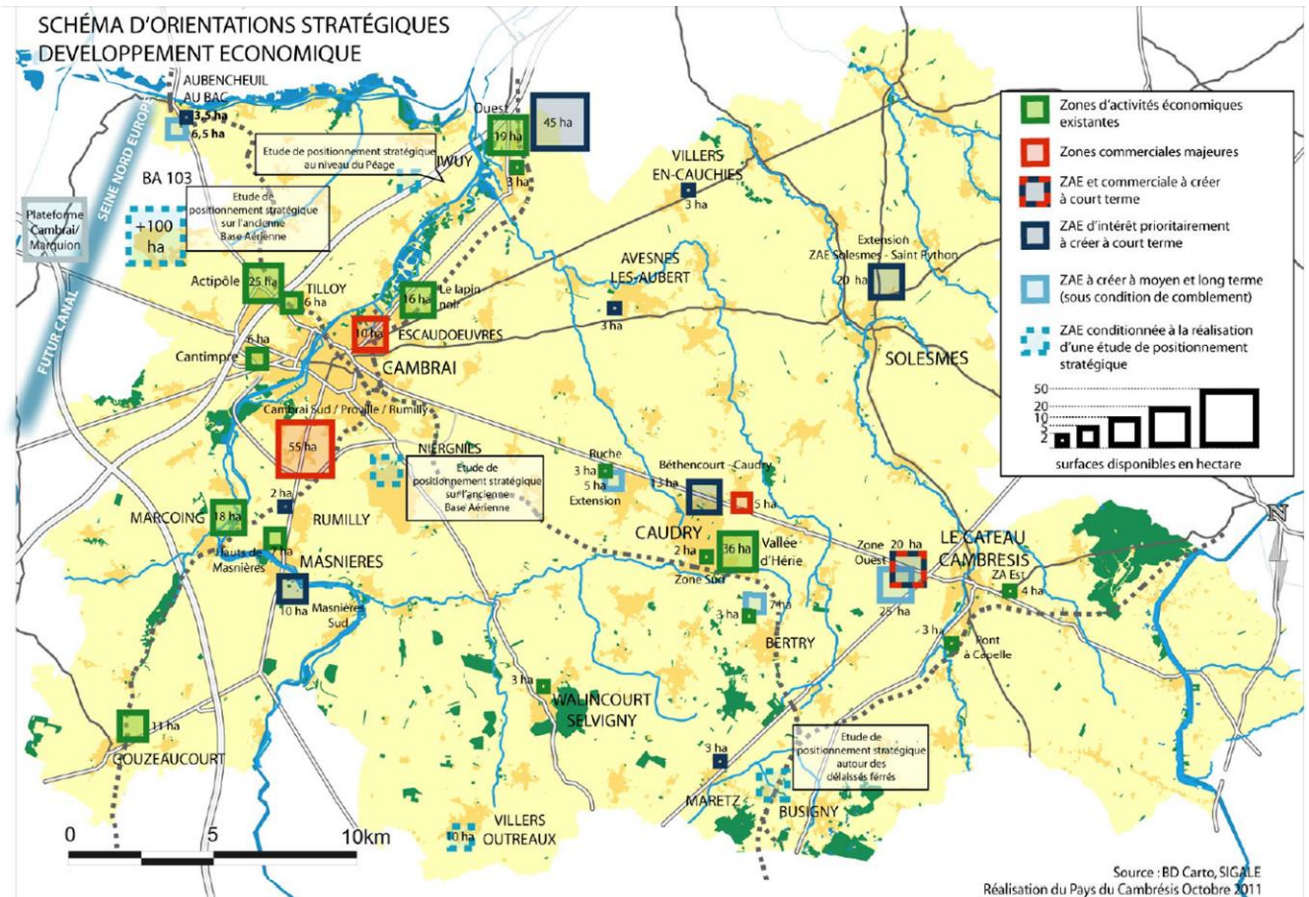 SCHÉMA D'ORIENTATIONS STRATÉGIQUES
DEVELOPPEMENT ECONOMIQUE
AUBENCHEUIL
AU BAC
3,5 ha
6,5 ha
SEINE NORD EUROPE
FUTUR CANAL
Plateforme
Cambrai/
Marquion
BA 103
+100
ha
Etude de positionnement stratégique
au niveau du Péage
IWUY
Etude de
positionnement stratégique
sur l'ancienne
Base Aérienne
Ouest
19 ha
45 ha
3 ha
VILLERS
EN-CAUCHIES
3 ha
AVESNES
LES-AUBERT
3 ha
Extension
ZAE Solesmes - Saint Python
20 ha
SOLESMES
Actipôle
25 ha
TILLOY
6 ha
16 ha
Le lapin
noir
10 ha
ESCAUDOEUVRES
6 ha
Cantimpre
CAMBRAI
Cambrai Sud / Proville / Rumilly
55 ha
NIERGNIES
Etude de
positionnement stratégique
sur l'ancienne
Base Aérienne
Ruche
3 ha
5 ha
Extension
Béthencourt - Caudry
13 ha
5 ha
CAUDRY
2 ha
Zone Sud
36 ha
Vallée
d'Hérie
2 ha
RUMILLY
MARCOING
18 ha
Hauts de
Masnières
7 ha
MASNIERES
10 ha
Masnières
Sud
Zone
Ouest
20 ha
25 ha
LE CATEAU
CAMBRESIS
ZA Est
4 ha
3 ha
Pont
à Capelle
7 ha
3 ha
BERTRY
3 ha
WALINCOURT
SELVIGNY
11 ha
GOUZEAUCOURT
3 ha
MARETZ
Etude de
positionnement stratégique
autour des
délaissés férrés
BUSIGNY
10 ha
VILLERS
OUTREAUX
0 5 10km
Zones d'activités économiques
existantes
Zones commerciales majeures
ZAE et commerciale à créer
à court terme
ZAE d'intérêt prioritairement
à créer à court terme
ZAE à créer à moyen et long terme
(sous condition de comblement)
ZAE conditionnée à la réalisation
d'une étude de positionnement
stratégique
50
20
10
5
2
surfaces disponibles en hectare
N
Source : BD Carto, SIGALE
Réalisation du Pays du Cambrésis Octobre 2011